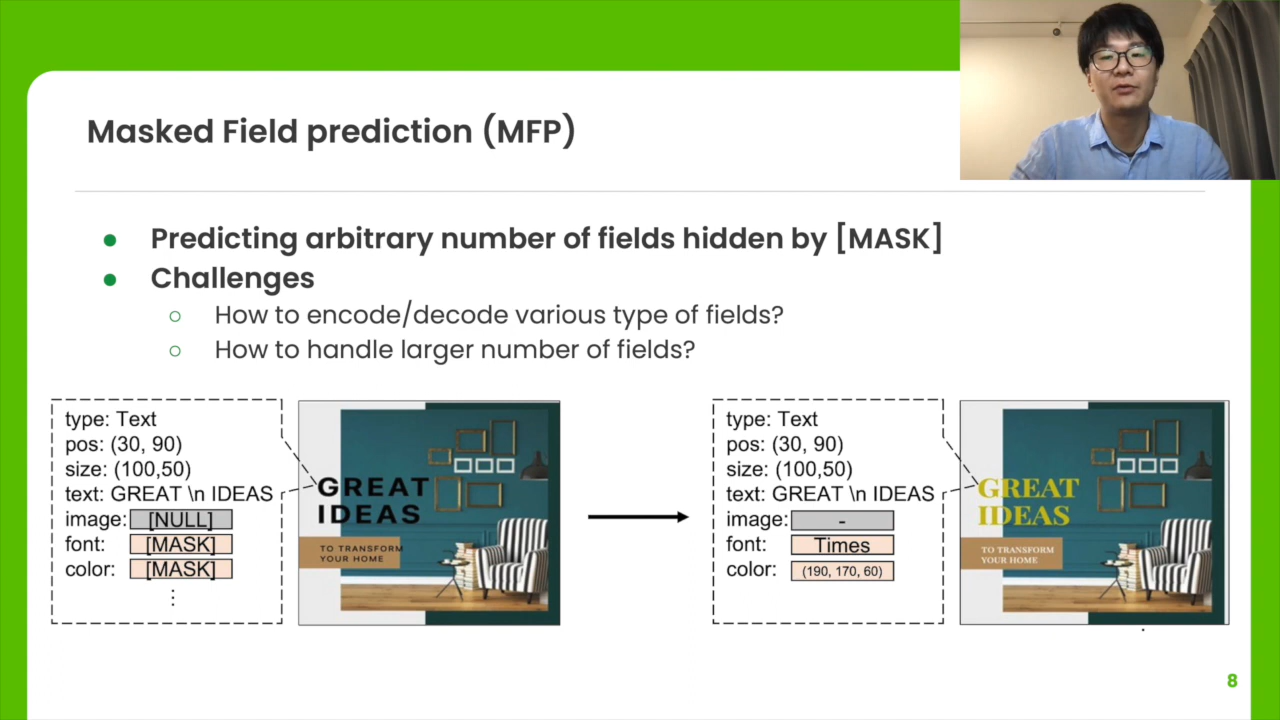 Masked Field prediction (MFP)
● Predicting arbitrary number of fields hidden by [MASK]
● Challenges
○ How to encode/decode various type of fields?
○ How to handle larger number of fields?
type: Text
pos: (30, 90)
size: (100,50)
text: GREAT \n IDEAS
image: [NULL]
font: [MASK]
color: [MASK]
⋮
GREAT
IDEAS
TO TRANSFORM
YOUR HOME
type: Text
pos: (30, 90)
size: (100,50)
text: GREAT \n IDEAS
image: -
font: Times
color: (190, 170, 60)
GREAT
IDEAS
TO TRANSFORM
YOUR HOME
8